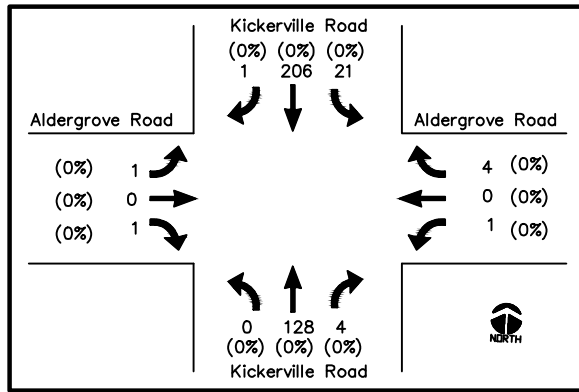 Kickerville Road
(0%) (0%) (0%)
1 206 21
Aldergrove Road
Aldergrove Road
(0%) 1
4 (0%)
(0%) 0
0 (0%)
(0%) 1
1 (0%)
0 128 4
(0%) (0%) (0%)
Kickerville Road
NORTH